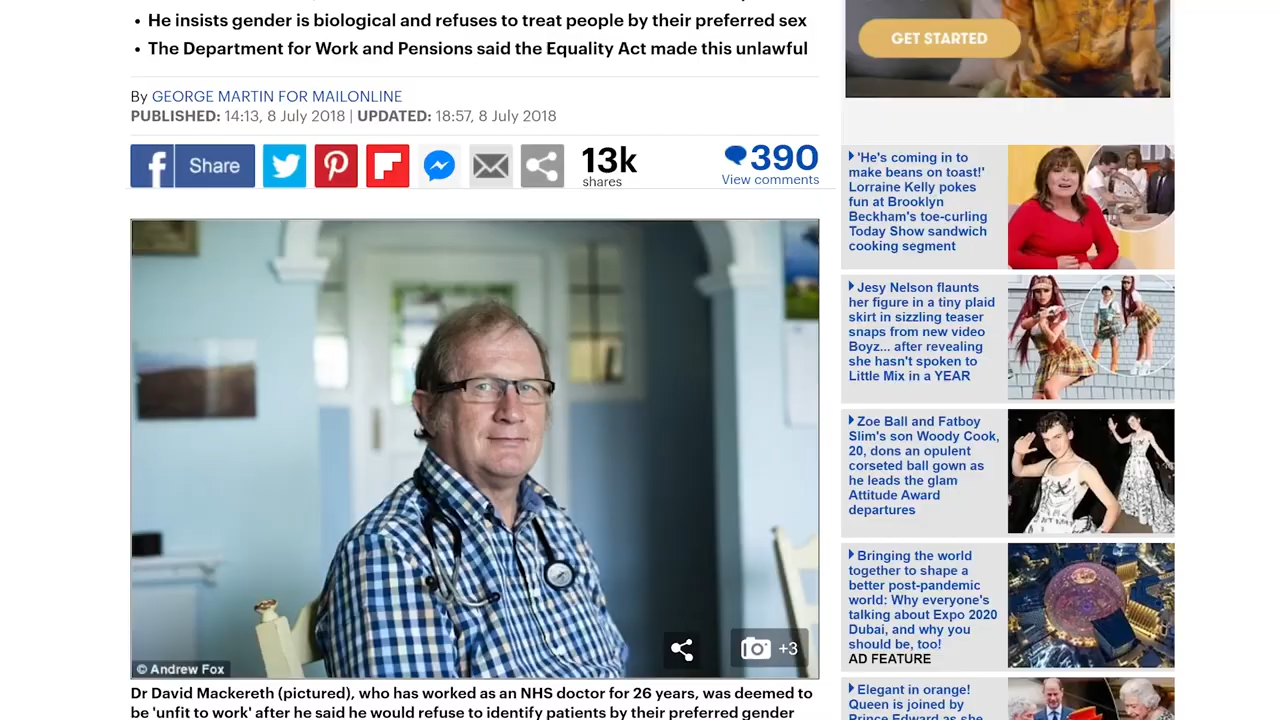 • He insists gender is biological and refuses to treat people by their preferred sex
• The Department for Work and Pensions said the Equality Act made this unlawful
By GEORGE MARTIN FOR MAILONLINE
PUBLISHED: 14:13, 8 July 2018 | UPDATED: 18:57, 8 July 2018
Share
13k
shares
390
View comments
© Andrew Fox
+3
Dr David Mackereth (pictured), who has worked as an NHS doctor for 26 years, was deemed to
be 'unfit to work' after he said he would refuse to identify patients by their preferred gender
GET STARTED
'He's coming in to
make beans on toast!'
Lorraine Kelly pokes
fun at Brooklyn
Beckham's toe-curling
Today Show sandwich
cooking segment
Jesy Nelson flaunts
her figure in a tiny plaid
skirt in sizzling teaser
snaps from new video
Boyz... after revealing
she hasn't spoken to
Little Mix in a YEAR
Zoe Ball and Fatboy
Slim's son Woody Cook,
20, dons an opulent
corseted ball gown as
he leads the glam
Attitude Award
departures
Bringing the world
together to shape a
better post-pandemic
world: Why everyone's
talking about Expo 2020
Dubai, and why you
should be, too!
AD FEATURE
Elegant in orange!
Queen is joined by
Prince Edward as she